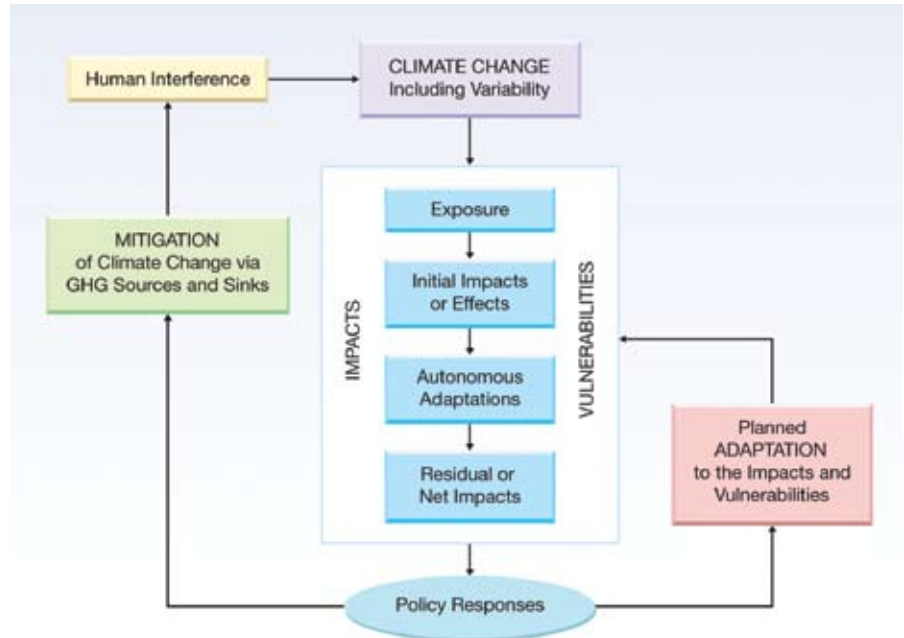 Human Interference
CLIMATE CHANGE
Including Variability
MITIGATION
of Climate Change via
GHG Sources and Sinks
IMPACTS
Exposure
Initial Impacts
or Effects
Autonomous
Adaptations
Residual or
Net Impacts
VULNERABILITIES
Planned
ADAPTATION
to the Impacts and
Vulnerabilities
Policy Responses